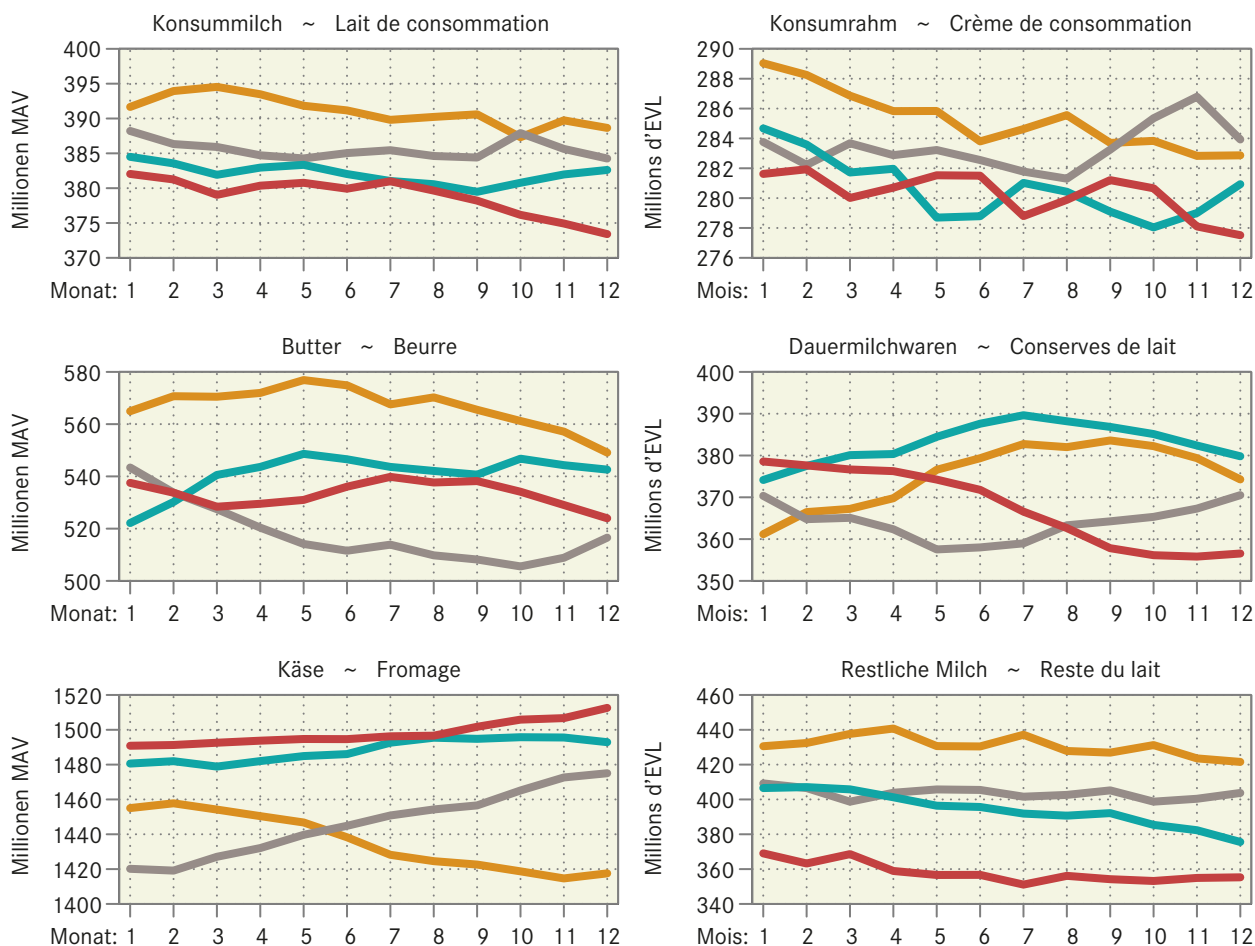 Konsummilch ~ Lait de consommation
Millionen MAV
400
395
390
385
380
375
370
Monat: 1 2 3 4 5 6 7 8 9 10 11 12
Konsumrahm ~ Crème de consommation
Millions d'EVL
290
288
286
284
282
280
278
276
Mois: 1 2 3 4 5 6 7 8 9 10 11 12
Butter ~ Beurre
Millionen MAV
580
560
540
520
500
Monat: 1 2 3 4 5 6 7 8 9 10 11 12
Dauermilchwaren ~ Conserves de lait
Millions d'EVL
400
390
380
370
360
350
Mois: 1 2 3 4 5 6 7 8 9 10 11 12
Käse ~ Fromage
Millionen MAV
1520
1500
1480
1460
1440
1420
1400
Monat: 1 2 3 4 5 6 7 8 9 10 11 12
Restliche Milch ~ Reste du lait
Millions d'EVL
460
440
420
400
380
360
340
Mois: 1 2 3 4 5 6 7 8 9 10 11 12